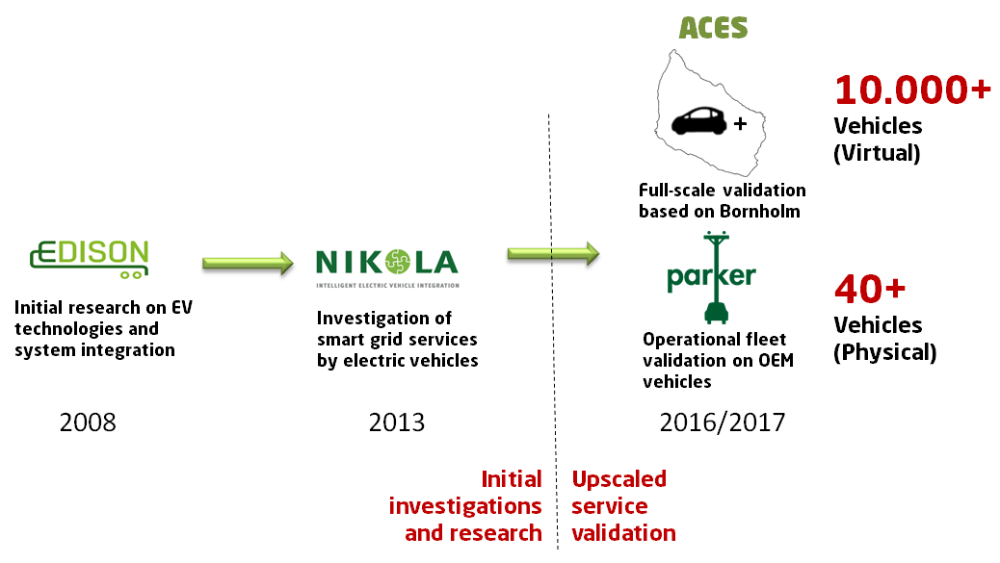 ACES
+
10.000+
Vehicles
(Virtual)
Full-scale validation
based on Bornholm
EDISON
Initial research on EV
technologies and
system integration
2008
NIKOLA
INTELLIGENT ELECTRIC VEHICLE INTEGRATION
Investigation of
smart grid services
by electric vehicles
2013
parker
Operational fleet
validation on OEM
vehicles
40+
Vehicles
(Physical)
2016/2017
Initial
investigations
and research
Upscaled
service
validation